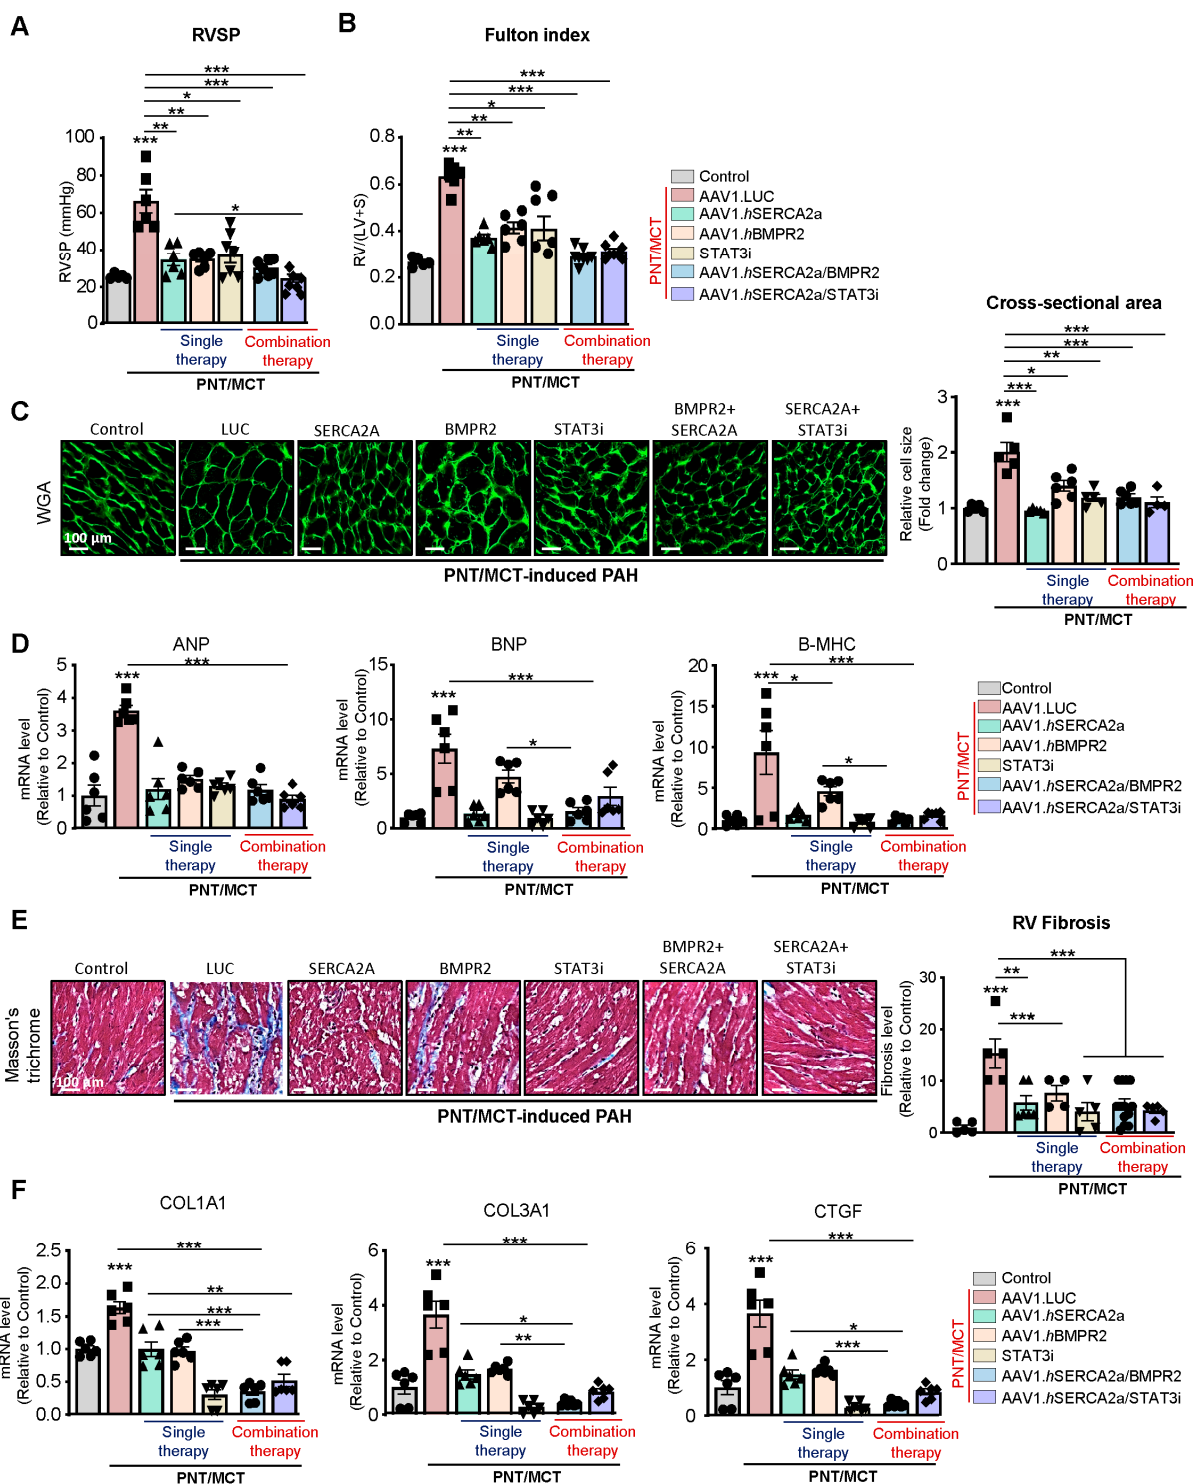 A
RVSP
***
***
*
**
**
***
*
RVSP (mmHg)
100
80
60
40
20
0
Single
therapy
Combination
therapy
PNT/MCT
B
Fulton index
***
***
*
**
**
***
RV/(LV+S)
0.8
0.6
0.4
0.2
0.0
Single
therapy
Combination
therapy
PNT/MCT
Control
AAV1.LUC
AAV1.hSERCA2a
AAV1.hBMPR2
STAT3i
AAV1.hSERCA2a/BMPR2
AAV1.hSERCA2a/STAT3i
PNT/MCT
C
Control
LUC
SERCA2A
BMPR2
STAT3i
BMPR2+
SERCA2A
SERCA2A+
STAT3i
WGA
100 µm
PNT/MCT-induced PAH
Cross-sectional area
***
***
**
*
***
***
Relative cell size
(Fold change)
3
2
1
0
Single
therapy
Combination
therapy
PNT/MCT
D
ANP
***
***
mRNA level
(Relative to Control)
5
4
3
2
1
0
Single
therapy
Combination
therapy
PNT/MCT
BNP
***
***
*
mRNA level
(Relative to Control)
15
10
5
0
Single
therapy
Combination
therapy
PNT/MCT
B-MHC
***
***
*
*
mRNA level
(Relative to Control)
20
15
10
5
0
Single
therapy
Combination
therapy
PNT/MCT
Control
AAV1.LUC
AAV1.hSERCA2a
AAV1.hBMPR2
STAT3i
AAV1.hSERCA2a/BMPR2
AAV1.hSERCA2a/STAT3i
PNT/MCT
E
Control
LUC
SERCA2A
BMPR2
STAT3i
BMPR2+
SERCA2A
SERCA2A+
STAT3i
Masson's
trichrome
100 µm
PNT/MCT-induced PAH
RV Fibrosis
***
**
***
***
Fibrosis level
(Relative to Control)
30
20
10
0
Single
therapy
Combination
therapy
PNT/MCT
F
COL1A1
***
***
**
***
***
mRNA level
(Relative to Control)
2.5
2.0
1.5
1.0
0.5
0.0
Single
therapy
Combination
therapy
PNT/MCT
COL3A1
***
***
*
**
mRNA level
(Relative to Control)
6
4
2
0
Single
therapy
Combination
therapy
PNT/MCT
CTGF
***
***
*
***
mRNA level
(Relative to Control)
6
4
2
0
Single
therapy
Combination
therapy
PNT/MCT
Control
AAV1.LUC
AAV1.hSERCA2a
AAV1.hBMPR2
STAT3i
AAV1.hSERCA2a/BMPR2
AAV1.hSERCA2a/STAT3i
PNT/MCT